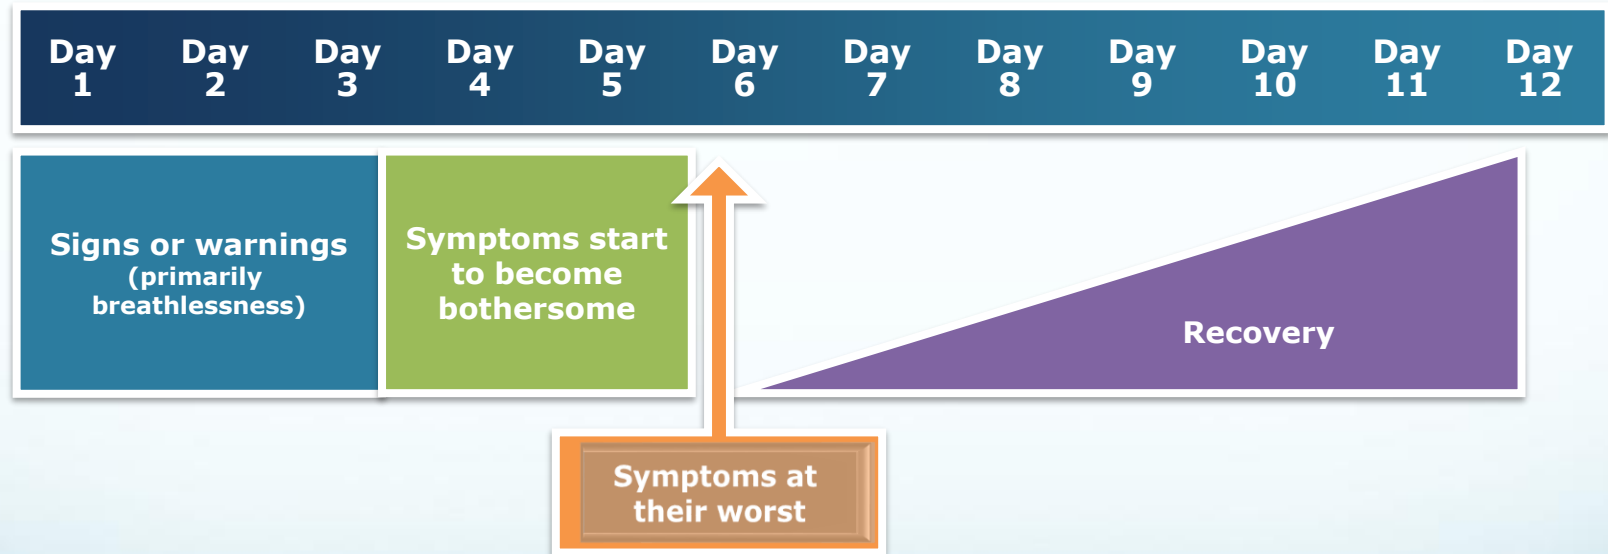 Day Day Day Day Day Day Day Day Day Day Day Day
1 2 3 4 5 6 7 8 9 10 11 12
Signs or warnings
(primarily
breathlessness)
Symptoms start
to become
bothersome
Recovery
Symptoms at
their worst